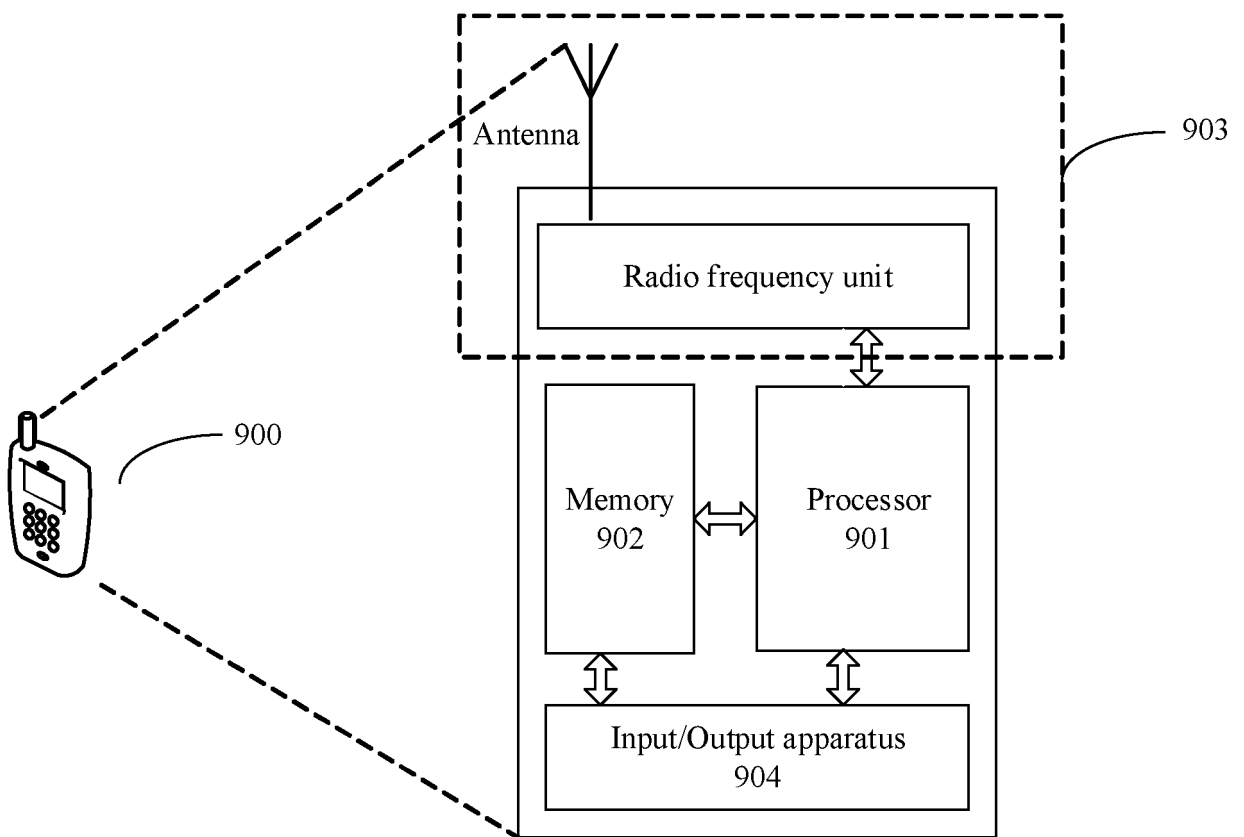 Antenna
903
Radio frequency unit
900
Memory
902
Processor
901
Input/Output apparatus
904